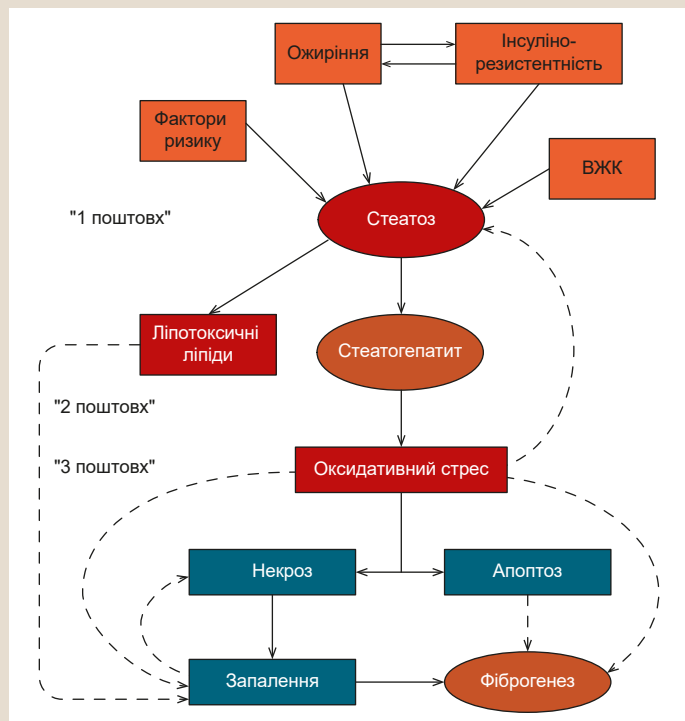 Ожиріння
Інсуліно-
резистентність
Фактори
ризику
ВЖК
"1 поштовх"
Стеатоз
Ліпотоксичні
ліпіди
Стеатогепатит
"2 поштовх"
"3 поштовх"
Оксидативний стрес
Некроз
Апоптоз
Запалення
Фіброгенез